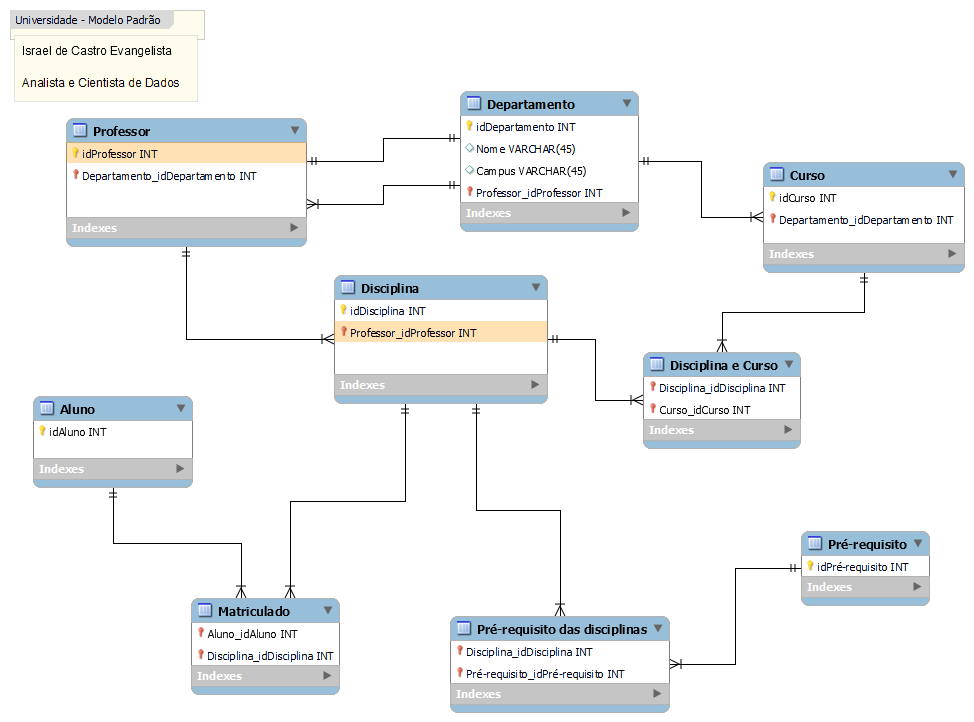 Universidade - Modelo Padrão
Israel de Castro Evangelista
Analista e Cientista de Dados
Professor
idProfessor INT
Departamento_idDepartamento INT
Indexes
Departamento
idDepartamento INT
Nome VARCHAR(45)
Campus VARCHAR(45)
Professor_idProfessor INT
Indexes
Curso
idCurso INT
Departamento_idDepartamento INT
Indexes
Disciplina
idDisciplina INT
Professor_idProfessor INT
Indexes
Disciplina e Curso
Disciplina_idDisciplina INT
Curso_idCurso INT
Indexes
Aluno
idAluno INT
Indexes
Matriculado
Aluno_idAluno INT
Disciplina_idDisciplina INT
Indexes
Pré-requisito das disciplinas
Disciplina_idDisciplina INT
Pré-requisito_idPré-requisito INT
Indexes
Pré-requisito
idPré-requisito INT
Indexes